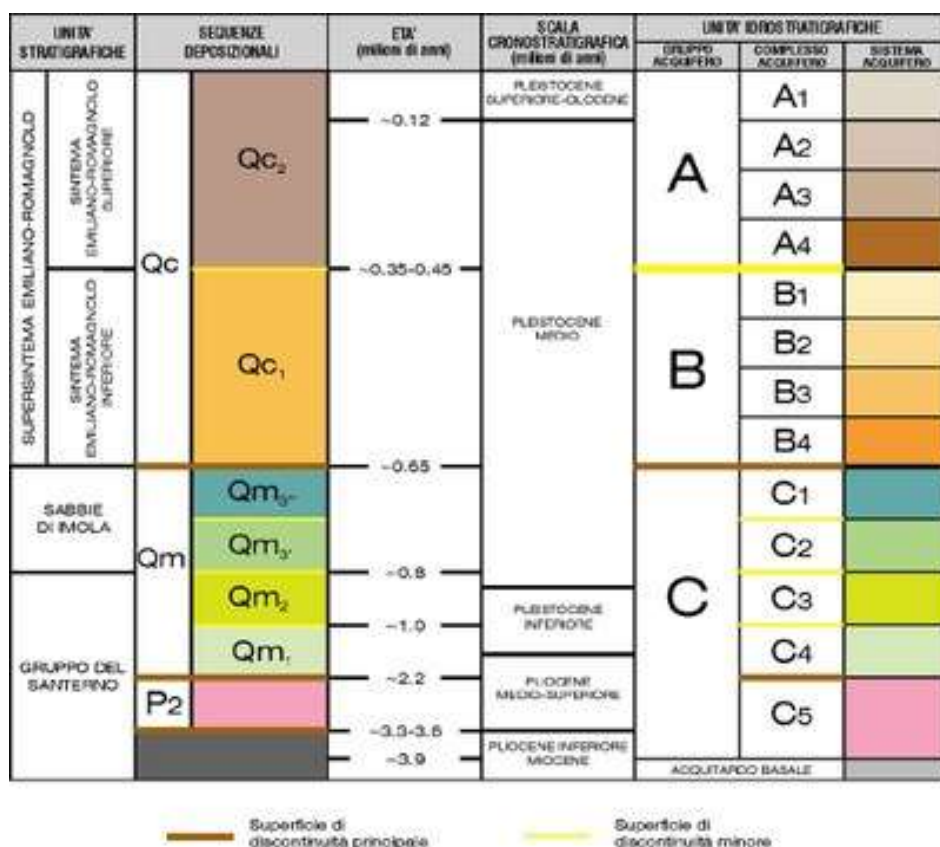 UNITA' STRATIGRAFICHE
SEQUENZE DEPOSIZIONALI
ETA' (milioni di anni)
SCALA CRONOSTRATIGRAFICA (milioni di anni)
UNITA' IDROSTRATIGRAFICHE
GRUPPO ACQUIFERO
COMPLESSO ACQUIFERO
SISTEMA ACQUIFERO
SUPERSINTEMA EMILIANO-ROMAGNOLO
SINTEMA EMILIANO-ROMAGNOLO SUPERIORE
SINTEMA EMILIANO-ROMAGNOLO INFERIORE
SABBIE DI IMOLA
GRUPPO DEL SANTERNO
Qc
Qc2
Qc1
Qm
Qm3''
Qm3'
Qm2
Qm1
P2
~0.12
~0.35-0.45
~0.65
~0.8
~1.0
~2.2
~3.3-3.6
~3.9
PLEISTOCENE SUPERIORE-OLOCENE
PLEISTOCENE MEDIO
PLEISTOCENE INFERIORE
PLIOCENE MEDIO-SUPERIORE
PLIOCENE INFERIORE MIOCENE
A
A1
A2
A3
A4
B
B1
B2
B3
B4
C
C1
C2
C3
C4
C5
ACQUITARDO BASALE
Superficie di
discontinuità principale
Superficie di
discontinuità minore